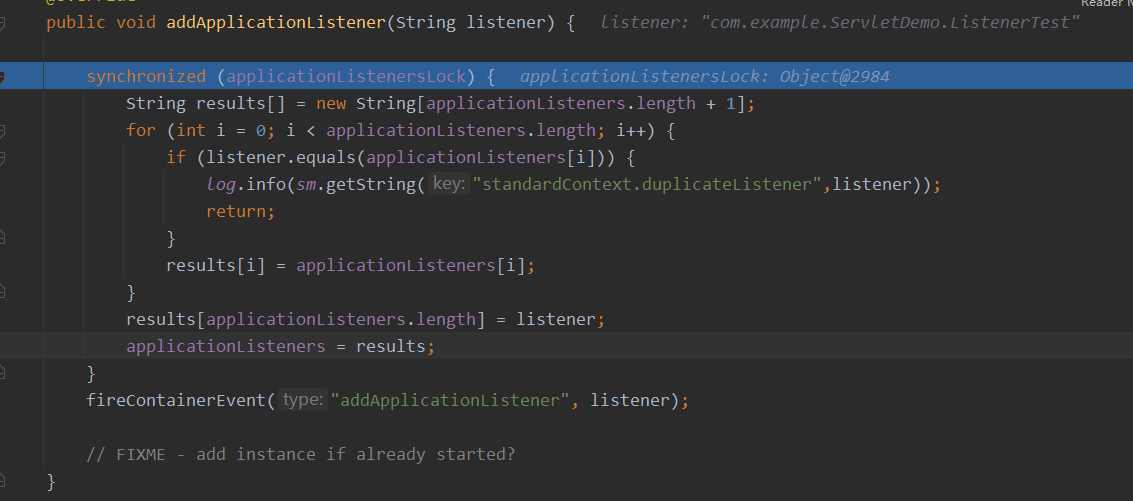 public void addApplicationListener(String listener) { listener: "com.example.ServletDemo.ListenerTest"
Reader
synchronized (applicationListenersLock) { applicationListenersLock: Object@2984
String results[] = new String[applicationListeners.length + 1];
for (int i = 0; i < applicationListeners.length; i++) {
if (listener.equals(applicationListeners[i])) {
log.info(sm.getString( key: "standardContext.duplicateListener",listener));
return;
}
results[i] = applicationListeners[i];
}
results[applicationListeners.length] = listener;
applicationListeners = results;
}
fireContainerEvent( type: "addApplicationListener", listener);
// FIXME - add instance if already started?
}